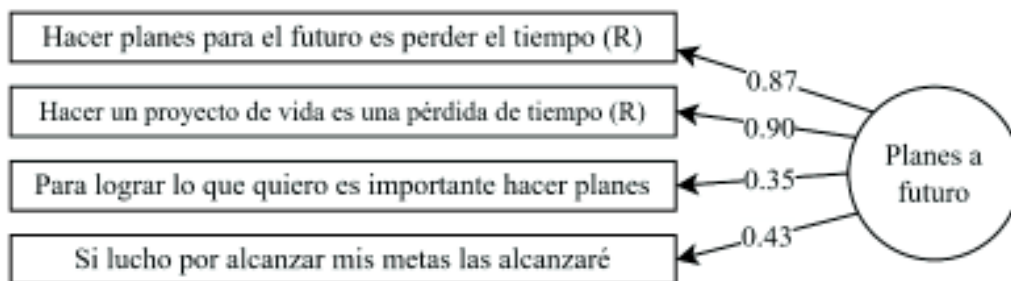 Hacer planes para el futuro es perder el tiempo (R)
0.87
Hacer un proyecto de vida es una pérdida de tiempo (R)
0.90
Para lograr lo que quiero es importante hacer planes
0.35
Si lucho por alcanzar mis metas las alcanzaré
0.43
Planes a
futuro